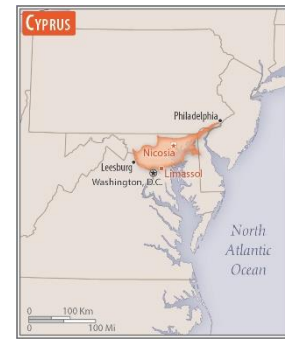 CYPRUS
Philadelphia
Nicosia
Leesburg
Limassol
Washington, D.C.
North
Atlantic
Ocean
0 100 Km
0 100 Mi